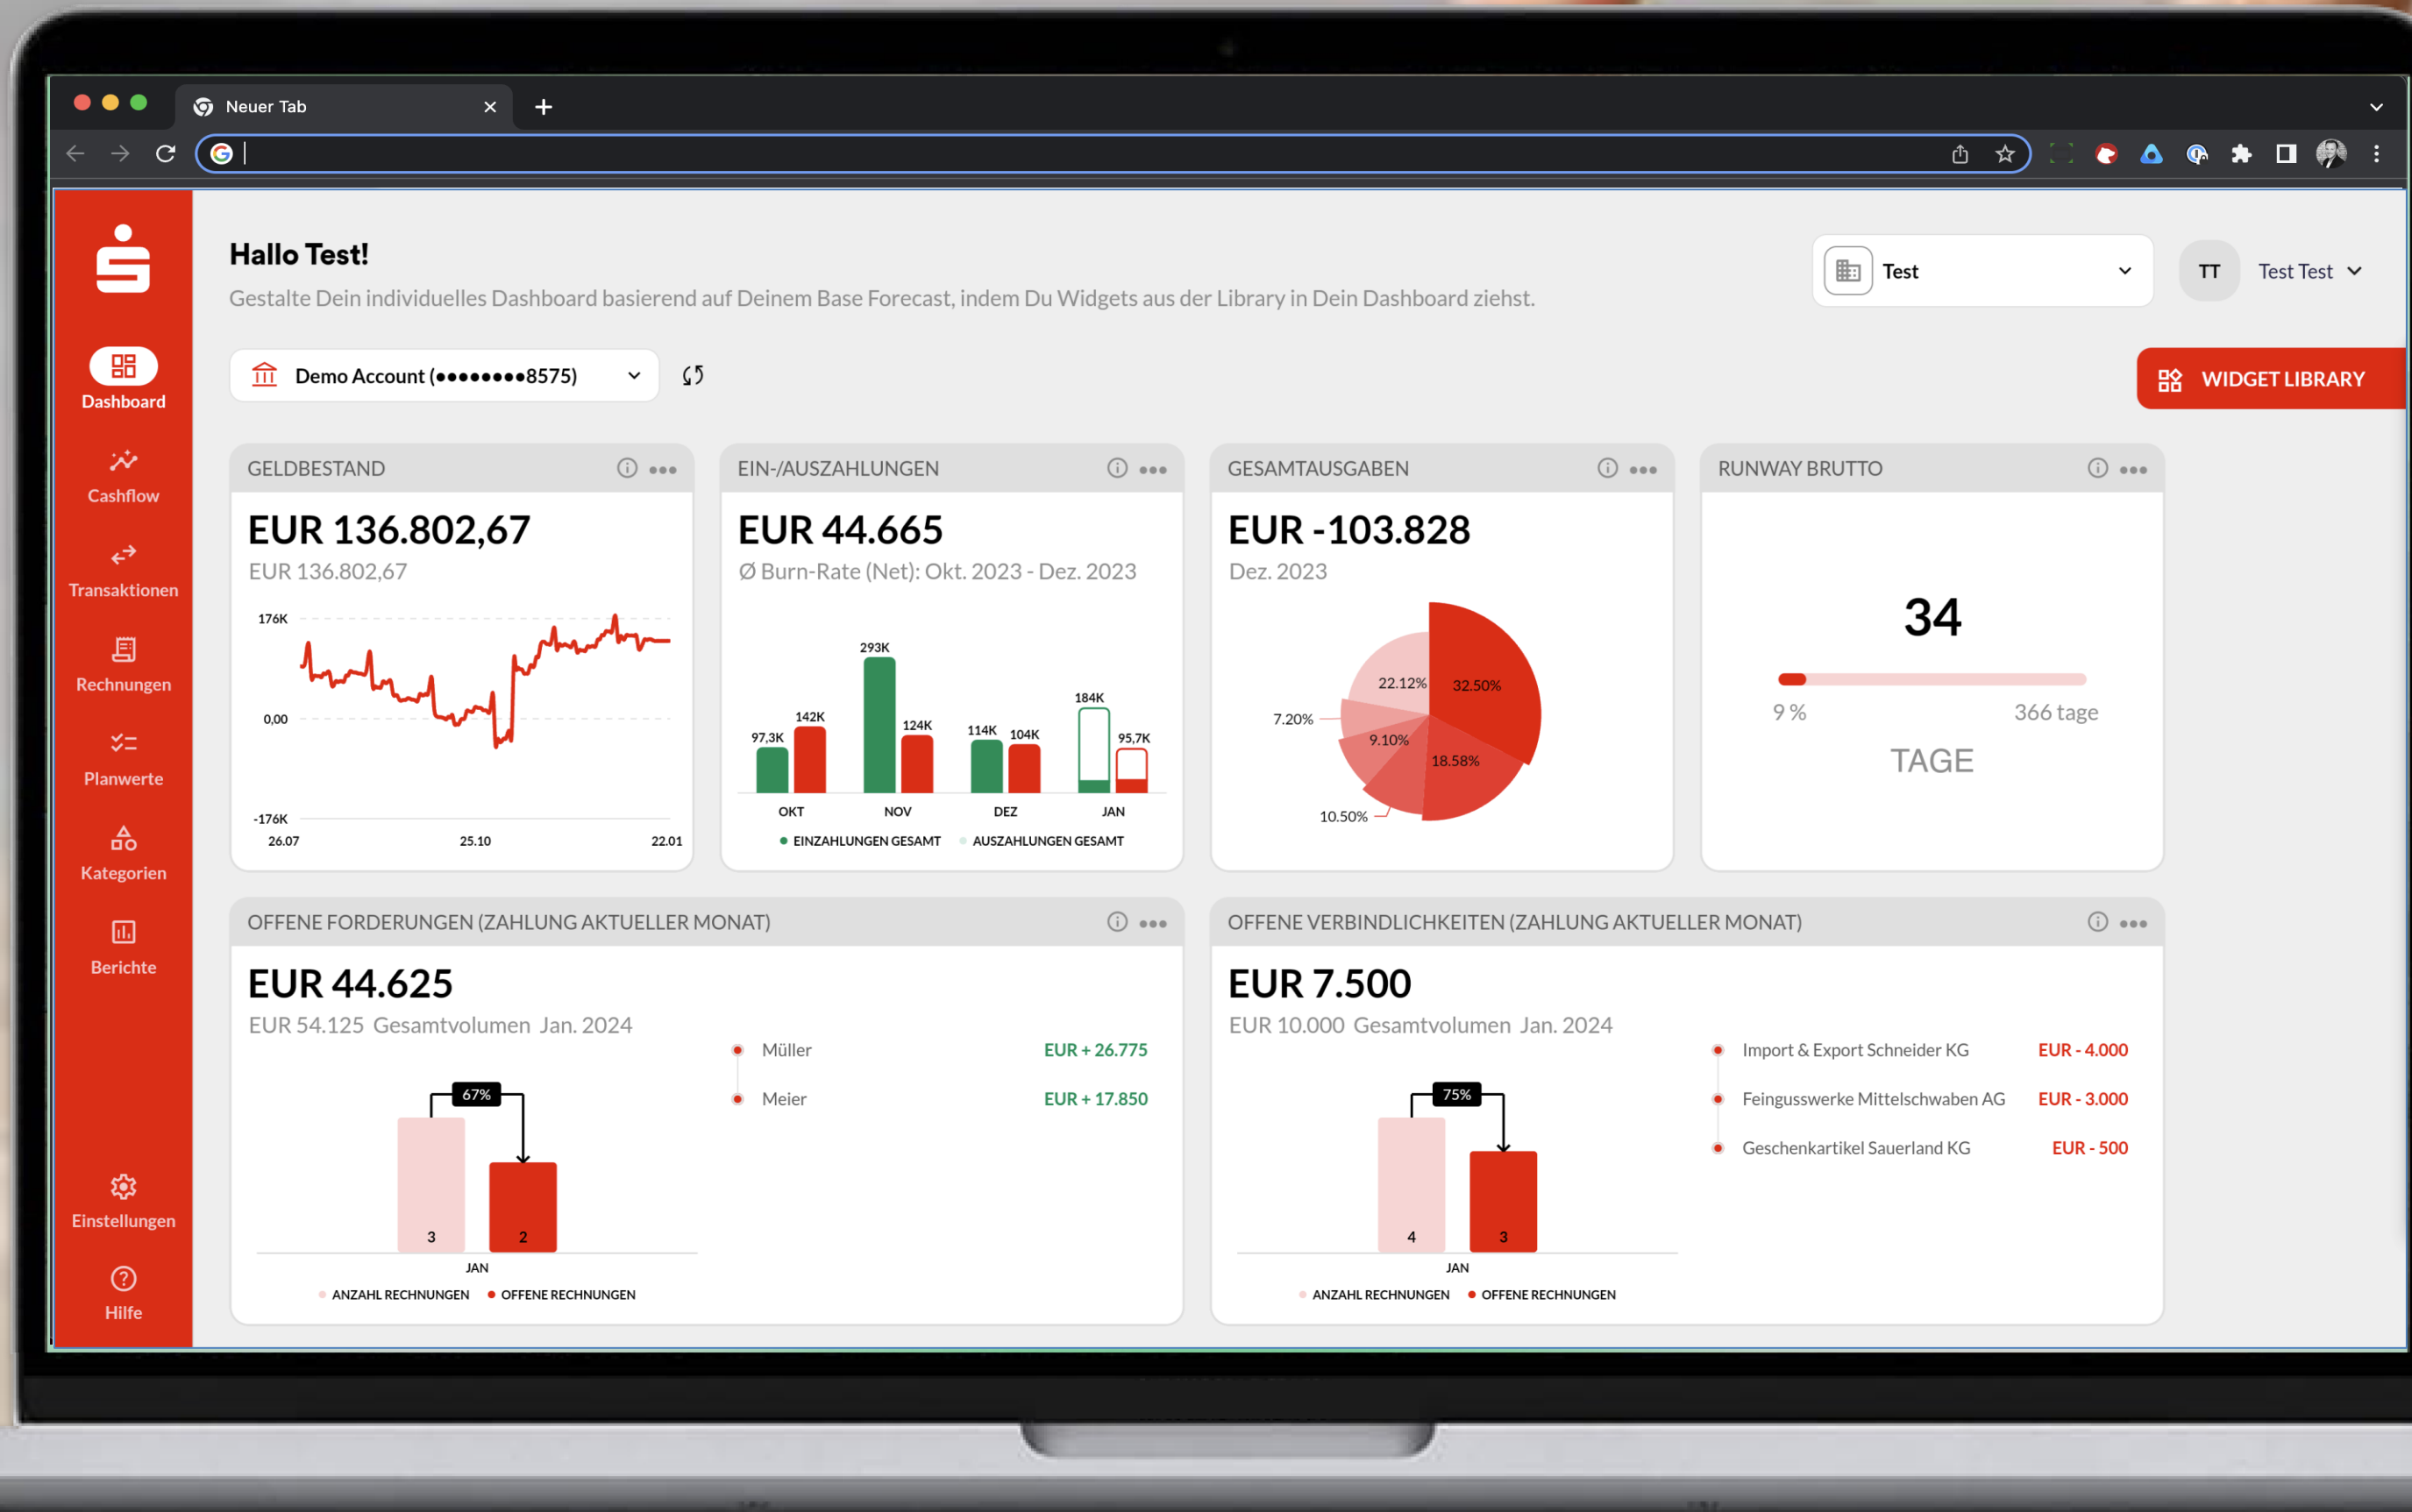 Neuer Tab
Hallo Test!
Gestalte Dein individuelles Dashboard basierend auf Deinem Base Forecast, indem Du Widgets aus der Library in Dein Dashboard ziehst.
Test
TT
Test Test
Demo Account (●●●●●●●●8575)
WIDGET LIBRARY
Dashboard
Cashflow
Transaktionen
Rechnungen
Planwerte
Kategorien
Berichte
Einstellungen
Hilfe
GELDBESTAND
EUR 136.802,67
EUR 136.802,67
176K
0,00
-176K
26.07 25.10 22.01
EIN-/AUSZAHLUNGEN
EUR 44.665
Ø Burn-Rate (Net): Okt. 2023 - Dez. 2023
97,3K 142K 293K 124K 114K 104K 184K 95,7K
OKT NOV DEZ JAN
EINZAHLUNGEN GESAMT AUSZAHLUNGEN GESAMT
GESAMTAUSGABEN
EUR -103.828
Dez. 2023
22.12% 32.50%
7.20%
9.10%
18.58%
10.50%
RUNWAY BRUTTO
34
9 % 366 tage
TAGE
OFFENE FORDERUNGEN (ZAHLUNG AKTUELLER MONAT)
EUR 44.625
EUR 54.125 Gesamtvolumen Jan. 2024
67%
3 2
JAN
ANZAHL RECHNUNGEN OFFENE RECHNUNGEN
Müller EUR + 26.775
Meier EUR + 17.850
OFFENE VERBINDLICHKEITEN (ZAHLUNG AKTUELLER MONAT)
EUR 7.500
EUR 10.000 Gesamtvolumen Jan. 2024
75%
4 3
JAN
ANZAHL RECHNUNGEN OFFENE RECHNUNGEN
Import & Export Schneider KG EUR - 4.000
Feingusswerke Mittelschwaben AG EUR - 3.000
Geschenkartikel Sauerland KG EUR - 500